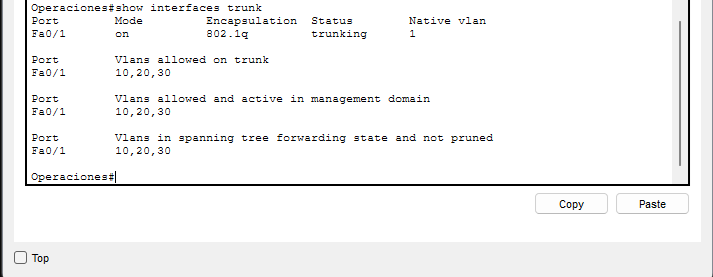 Operaciones#show interfaces trunk
Port        Mode         Encapsulation  Status        Native vlan
Fa0/1       on           802.1q         trunking      1
Port        Vlans allowed on trunk
Fa0/1       10,20,30
Port        Vlans allowed and active in management domain
Fa0/1       10,20,30
Port        Vlans in spanning tree forwarding state and not pruned
Fa0/1       10,20,30
Operaciones#
Copy Paste
Top